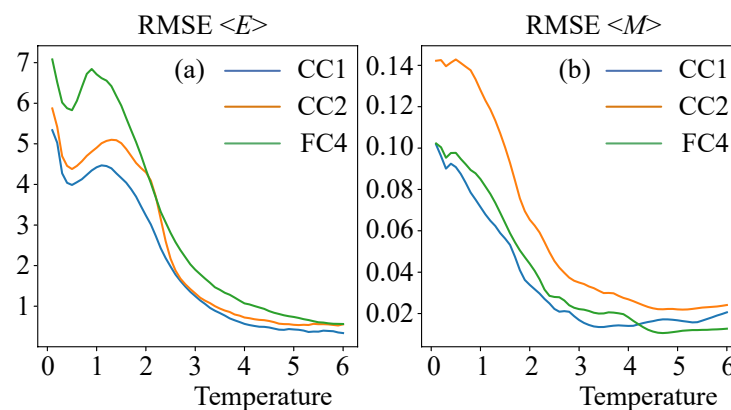 RMSE <E>
(a)
CC1
CC2
FC4
7
6
5
4
3
2
1
0 1 2 3 4 5 6
Temperature
RMSE <M>
(b)
CC1
CC2
FC4
0.14
0.12
0.10
0.08
0.06
0.04
0.02
0 1 2 3 4 5 6
Temperature